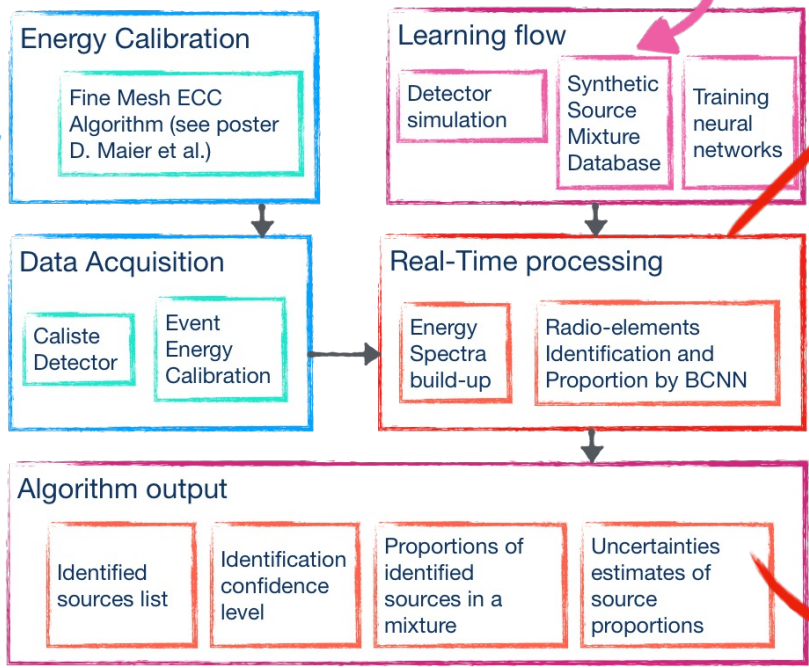 Energy Calibration
Fine Mesh ECC
Algorithm (see poster
D. Maier et al.)
Learning flow
Detector
simulation
Synthetic
Source
Mixture
Database
Training
neural
networks
Data Acquisition
Caliste
Detector
Event
Energy
Calibration
Real-Time processing
Energy
Spectra
build-up
Radio-elements
Identification and
Proportion by BCNN
Algorithm output
Identified
sources list
Identification
confidence
level
Proportions of
identified
sources in a
mixture
Uncertainties
estimates of
source
proportions